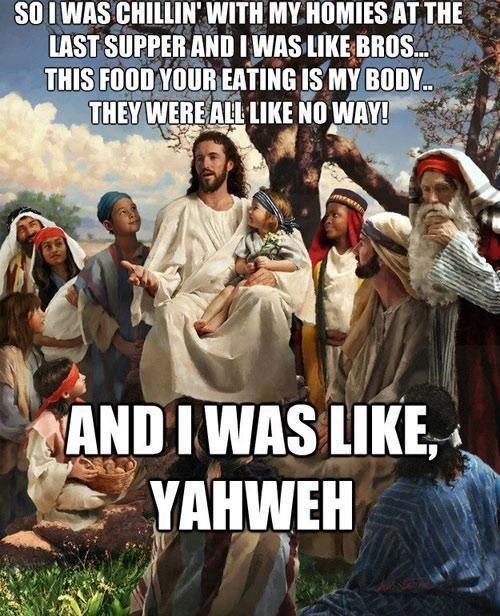 SO I WAS CHILLIN' WITH MY HOMIES AT THE
LAST SUPPER AND I WAS LIKE BROS...
THIS FOOD YOUR EATING IS MY BODY..
THEY WERE ALL LIKE NO WAY!
AND I WAS LIKE,
YAHWEH